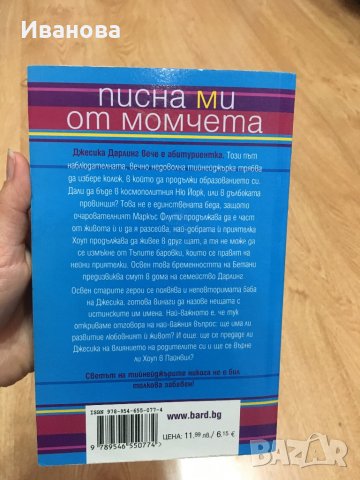 Иванова
писна ми
от момчета
Джесика Дарлинг вече е абитуриентка. Този път
наблюдателната, вечно недоволна тийнейджърка трябва
да избере колеж, в който да продължи образованието си.
Дали да бъде в космополитния Ню Йорк, или в дълбоката
провинция? Това не е единствената беда, защото
очарователният Маркъс Флути продължава да е част от
живота ѝ и да я разсейва, най-добрата ѝ приятелка
Хоуп продължава да живее в друг щат, а тя не може да
се измъкне от Тъпите баровки, които се правят на
нейни приятелки. Освен това бременността на Бетани
предизвиква смут в дома на семейство Дарлинг.
Освен старите герои се появява и неповторимата баба
на Джесика, готова винаги да назове нещата с
истинските им имена. Най-важното е, че тук
откриваме отговора на най-важния въпрос: ще има ли
развитие любовният ѝ живот? И още: ще се предаде ли
Джесика на влиянието на родителите си и ще се върне
ли Хоуп в Пайнвил?
Светът на тийнейджърите никога не е бил
толкова забавен!
ISBN 978-954-655-077-4
9 789546 550774
www.bard.bg
ЦЕНА: 11.99 лв./ 6.15 €
BAZAR